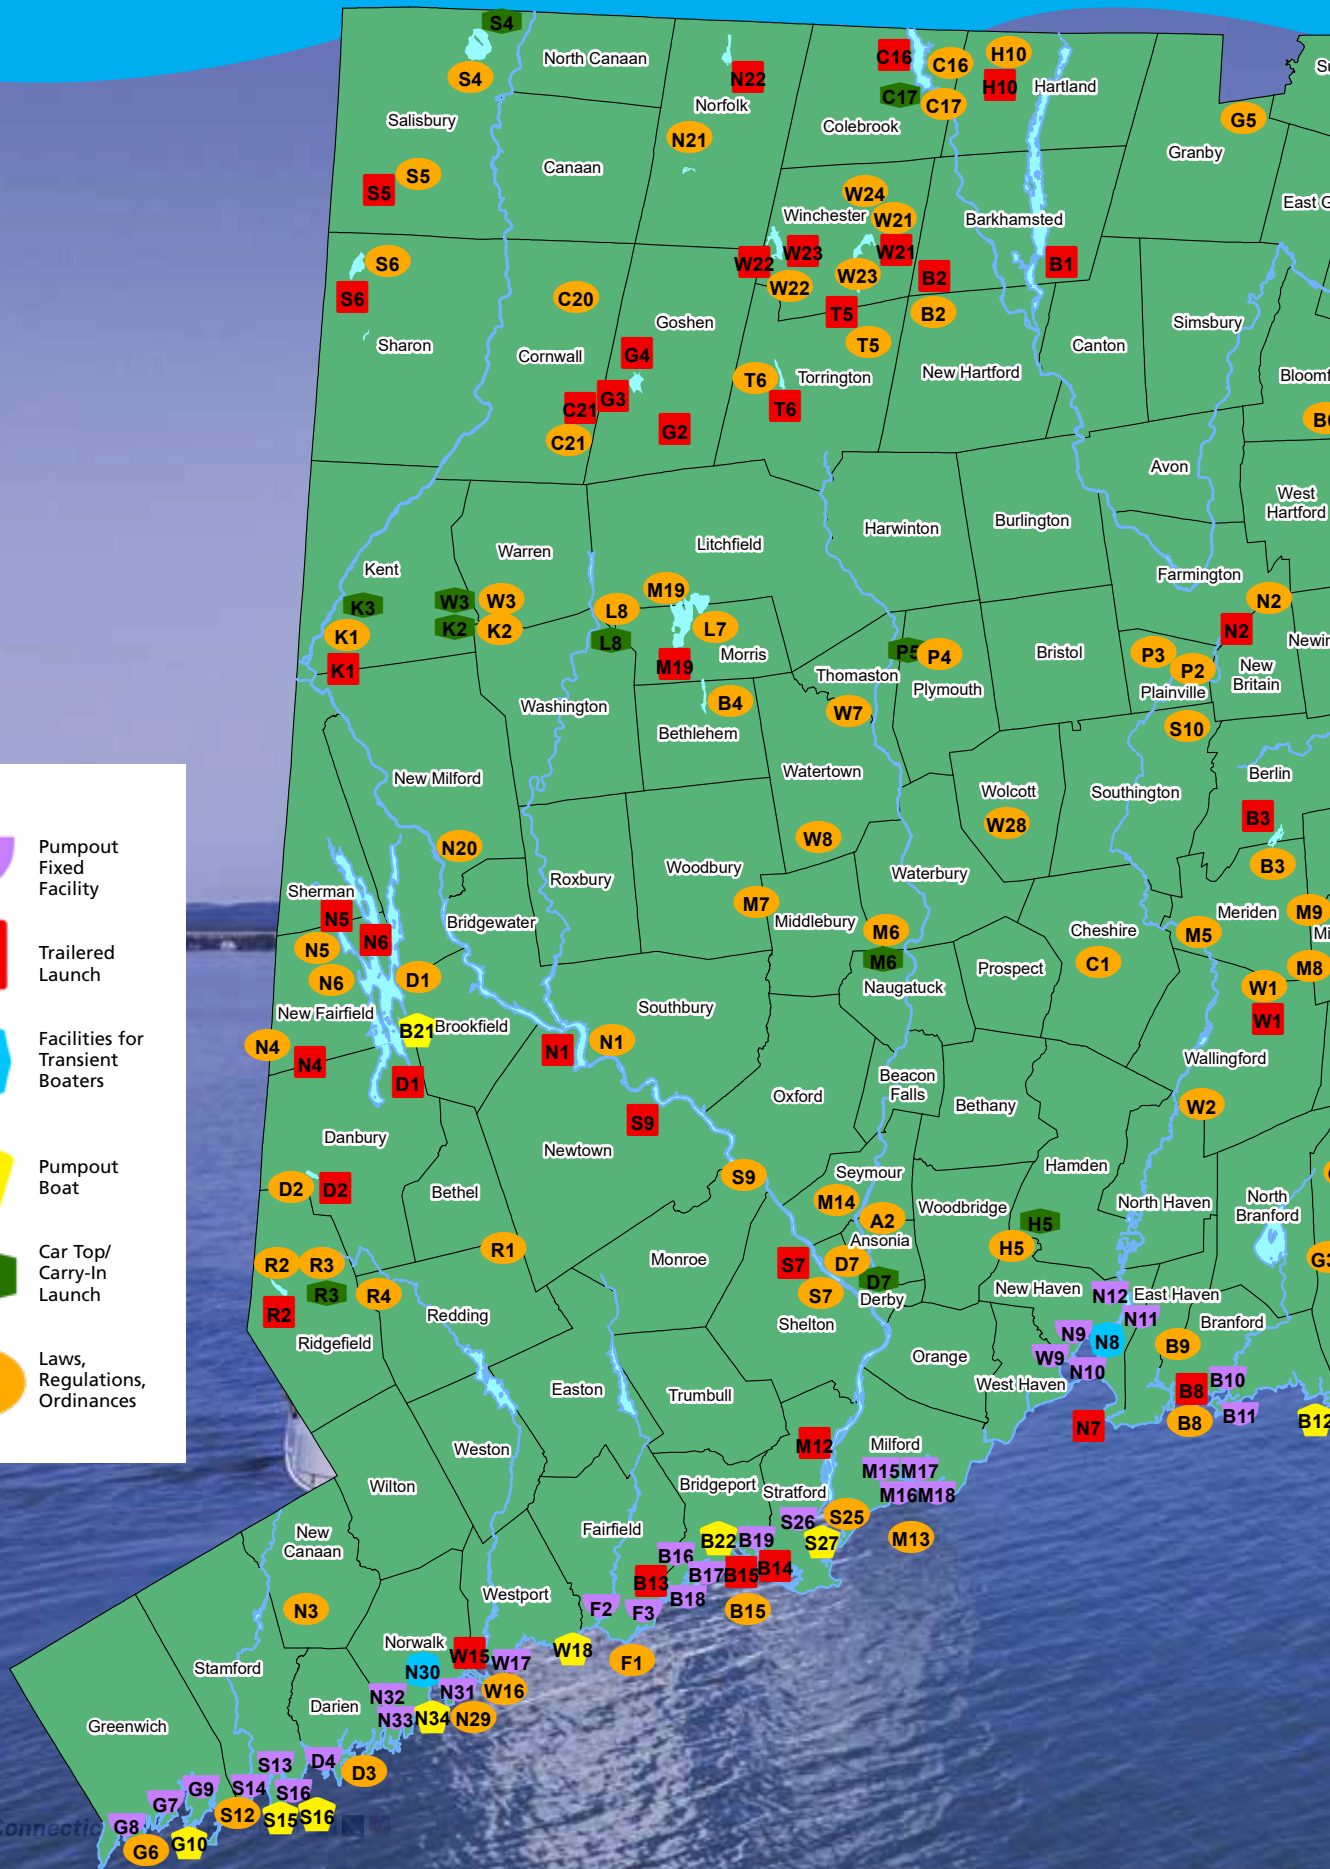 S4
S4
North Canaan
N22
Norfolk
C16
C16
H10
H10
Hartland
C17
C17
Colebrook
G5
Granby
Salisbury
N21
Canaan
S5
S5
W24
Winchester
W21
Barkhamsted
East G
S6
S6
W22
W23
W21
W22
W23
B2
B1
C20
T5
B2
Simsbury
Goshen
Sharon
Cornwall
G4
T5
Canton
New Hartford
T6
Torrington
Bloomf
G3
C21
T6
C21
G2
Avon
West
Hartford
Harwinton
Burlington
Litchfield
Warren
Kent
Farmington
K3
W3
W3
M19
N2
L8
K1
K2
K2
L8
L7
N2
Newin
P5
P4
Bristol
P3
P2
K1
M19
Morris
Thomaston
Plymouth
New
Britain
Plainville
Washington
B4
W7
S10
Bethlehem
New Milford
Watertown
Wolcott
Southington
Berlin
W28
B3
N20
W8
B3
Roxbury
Woodbury
Waterbury
Sherman
N5
M7
Bridgewater
Middlebury
M6
Cheshire
M5
Meriden
M9
Mi
N5
N6
M6
C1
M8
N6
D1
Prospect
Naugatuck
W1
New Fairfield
B21
Brookfield
Southbury
W1
N4
N4
N1
N1
Wallingford
D1
Beacon
Falls
Oxford
Bethany
W2
S9
Danbury
Newtown
Hamden
D2
D2
Bethel
S9
Seymour
Woodbridge
North Haven
North
Branford
M14
A2
H5
Ansonia
H5
R2
R3
R1
Monroe
S7
D7
D7
G3
R3
R4
S7
Derby
New Haven
N12
East Haven
R2
Redding
Shelton
N11
Branford
Ridgefield
N9
N8
B9
Orange
W9
N10
Easton
Trumbull
West Haven
B8
B10
N7
B8
B11
B12
Weston
M12
Milford
M15
M17
Wilton
Bridgeport
Stratford
M16
M18
New
Canaan
Fairfield
S26
S25
B22
B19
S27
M13
B16
B17
B15
B14
B13
B18
Westport
F2
F3
B15
N3
Norwalk
W15
W17
W18
F1
Stamford
N30
N32
N31
W16
Darien
N33
N34
N29
Greenwich
S13
D4
D3
S14
S16
G9
G7
S12
S15
S16
G8
G6
G10
Connectic
Pumpout
Fixed
Facility
Trailered
Launch
Facilities for
Transient
Boaters
Pumpout
Boat
Car Top/
Carry-In
Launch
Laws,
Regulations,
Ordinances